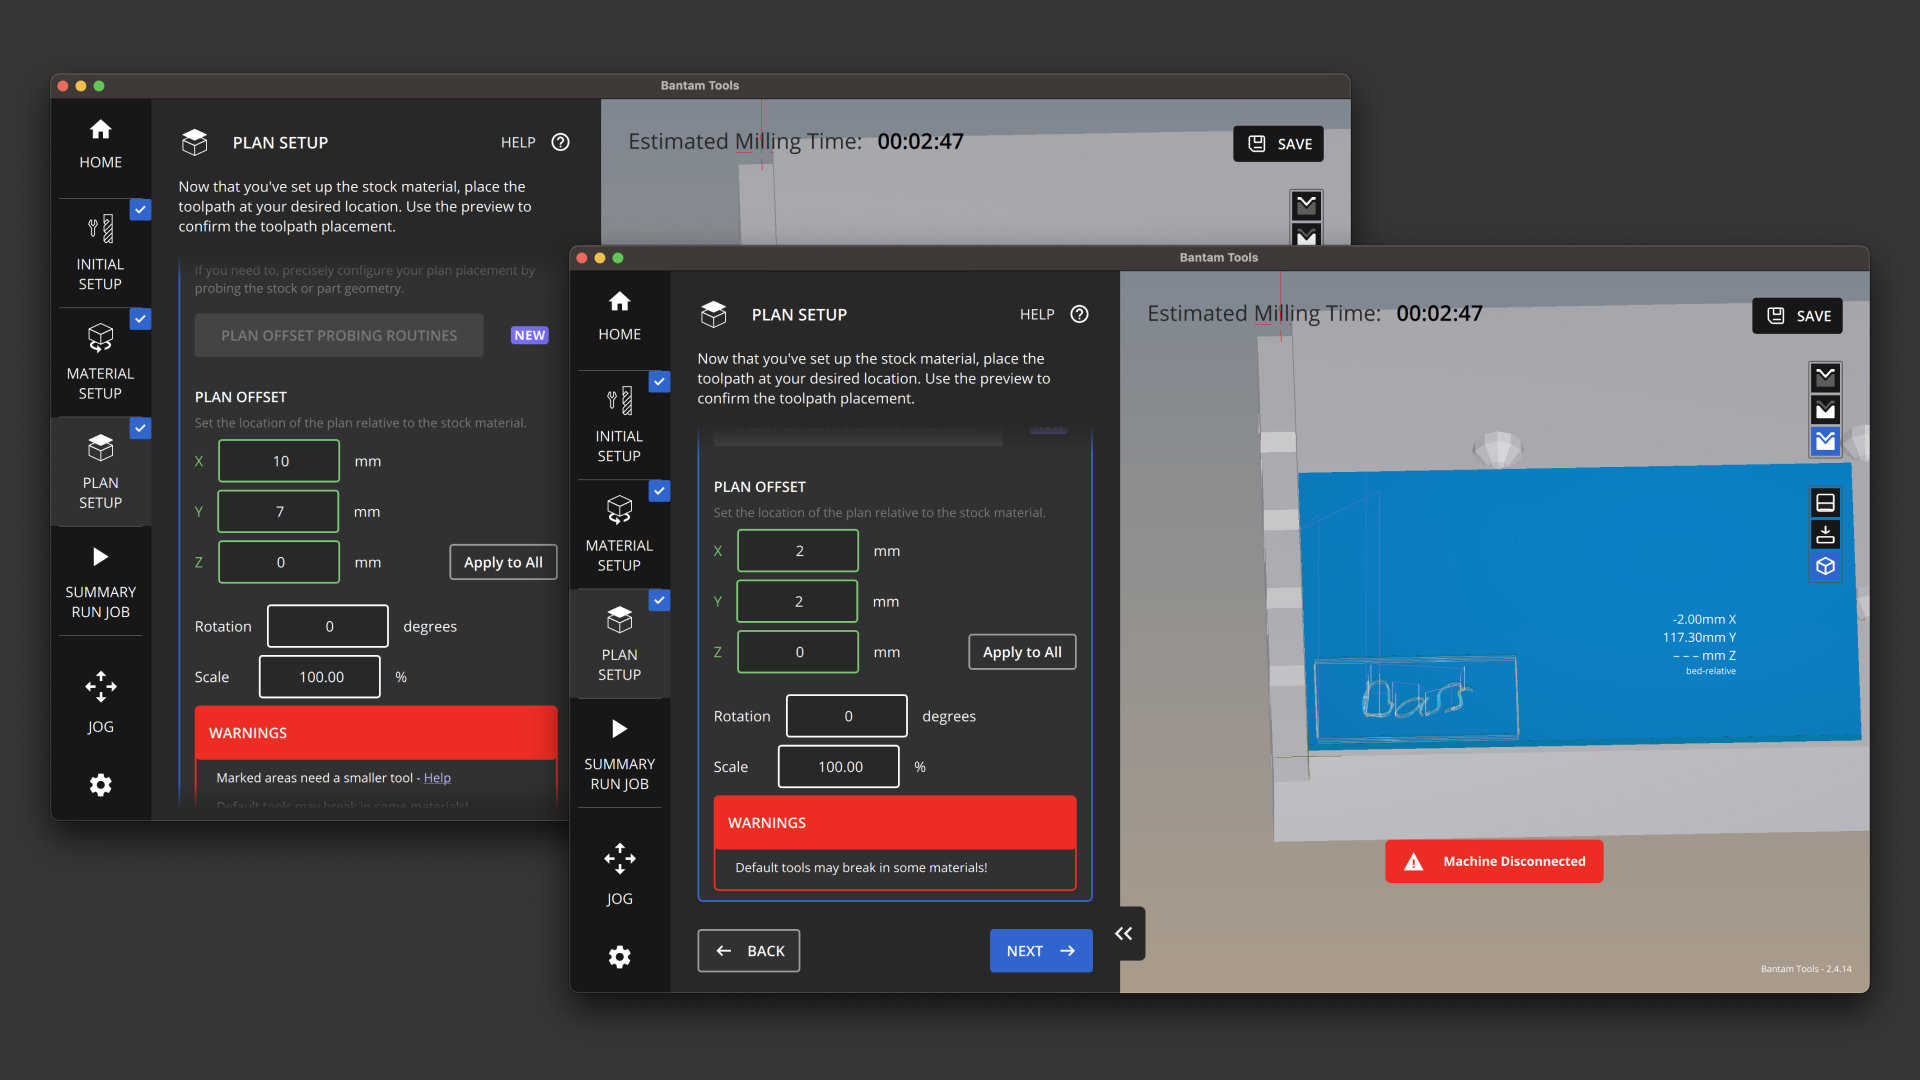 Bantam Tools
HOME
INITIAL
SETUP
MATERIAL
SETUP
PLAN
SETUP
SUMMARY
RUN JOB
JOG
PLAN SETUP
HELP
Now that you've set up the stock material, place the
toolpath at your desired location. Use the preview to
confirm the toolpath placement.
If you need to, precisely configure your plan placement by
probing the stock or part geometry.
PLAN OFFSET PROBING ROUTINES
NEW
PLAN OFFSET
Set the location of the plan relative to the stock material.
X 10 mm
Y 7 mm
Z 0 mm
Apply to All
Rotation 0 degrees
Scale 100.00 %
WARNINGS
Marked areas need a smaller tool - Help
Default tools may break in some materials!
Estimated Milling Time: 00:02:47
SAVE
Bantam Tools
HOME
INITIAL
SETUP
MATERIAL
SETUP
PLAN
SETUP
SUMMARY
RUN JOB
JOG
PLAN SETUP
HELP
Now that you've set up the stock material, place the
toolpath at your desired location. Use the preview to
confirm the toolpath placement.
PLAN OFFSET
Set the location of the plan relative to the stock material.
X 2 mm
Y 2 mm
Z 0 mm
Apply to All
Rotation 0 degrees
Scale 100.00 %
WARNINGS
Default tools may break in some materials!
BACK
NEXT
Estimated Milling Time: 00:02:47
SAVE
-2.00mm X
117.30mm Y
– – – mm Z
bed-relative
Machine Disconnected
Bantam Tools - 2.4.14